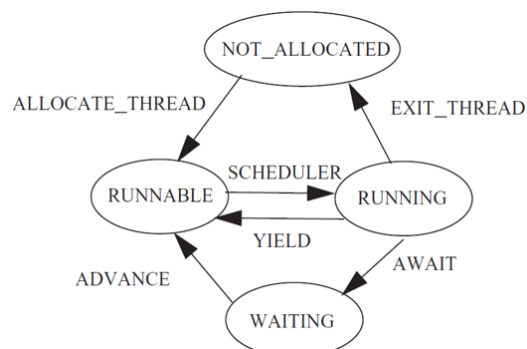 NOT_ALLOCATED
ALLOCATE_THREAD
EXIT_THREAD
SCHEDULER
RUNNABLE
RUNNING
YIELD
ADVANCE
AWAIT
WAITING